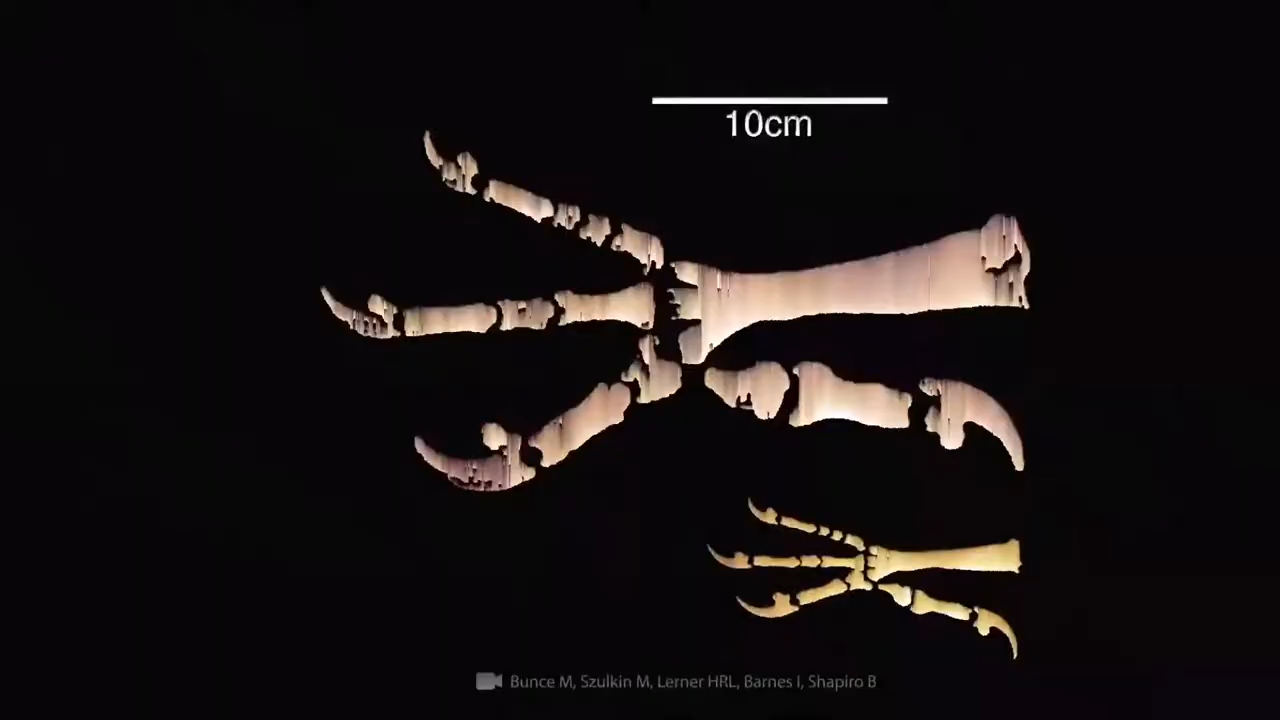 10cm
Bunce M, Szulkin M, Lerner HRL, Barnes I, Shapiro B